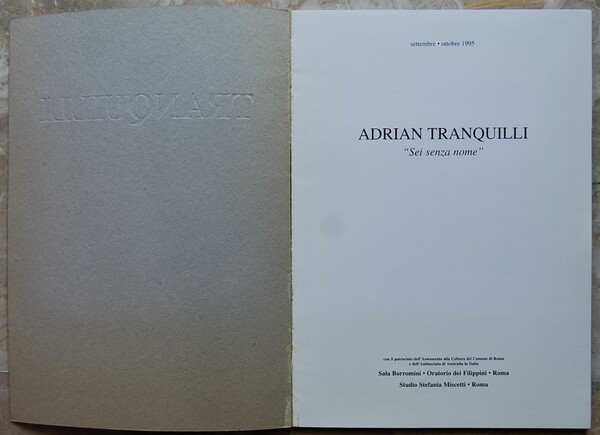 TRANQUILLI
settembre • ottobre 1995
ADRIAN TRANQUILLI
"Sei senza nome"
con il patrocinio dell'Assessorato alla Cultura del Comune di Roma
e dell'Ambasciata di Australia in Italia
Sala Borromini • Oratorio dei Filippini • Roma
Studio Stefania Miscetti • Roma